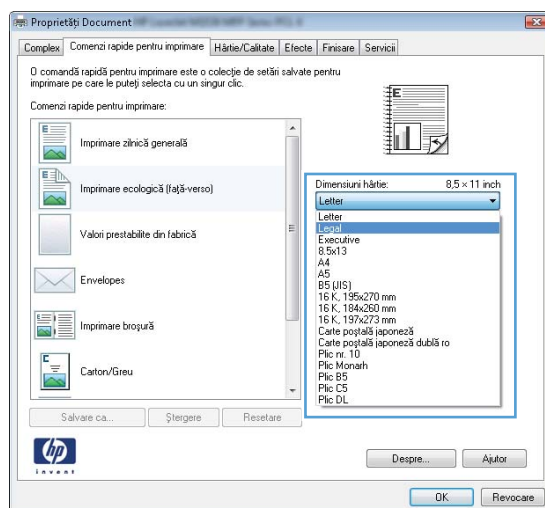 Proprietăți Document
Complex
Comenzi rapide pentru imprimare
Hârtie/Calitate
Efecte
Finisare
Servicii
O comandă rapidă pentru imprimare este o colecție de setări salvate pentru
imprimare pe care le puteți selecta cu un singur clic.
Comenzi rapide pentru imprimare:
Imprimare zilnică generală
Imprimare ecologică (față-verso)
Valori prestabilite din fabrică
Envelopes
Imprimare broșură
Carton/Greu
Salvare ca...
Ștergere
Resetare
Dimensiuni hârtie:
8,5 × 11 inch
Letter
Letter
Legal
Executive
8.5x13
A4
A5
B5 (JIS)
16 K, 195x270 mm
16 K, 184x260 mm
16 K, 197x273 mm
Carte poștală japoneză
Carte poștală japoneză dublă ro
Plic nr. 10
Plic Monarh
Plic B5
Plic C5
Plic DL
hp
invent
Despre...
Ajutor
OK
Revocare